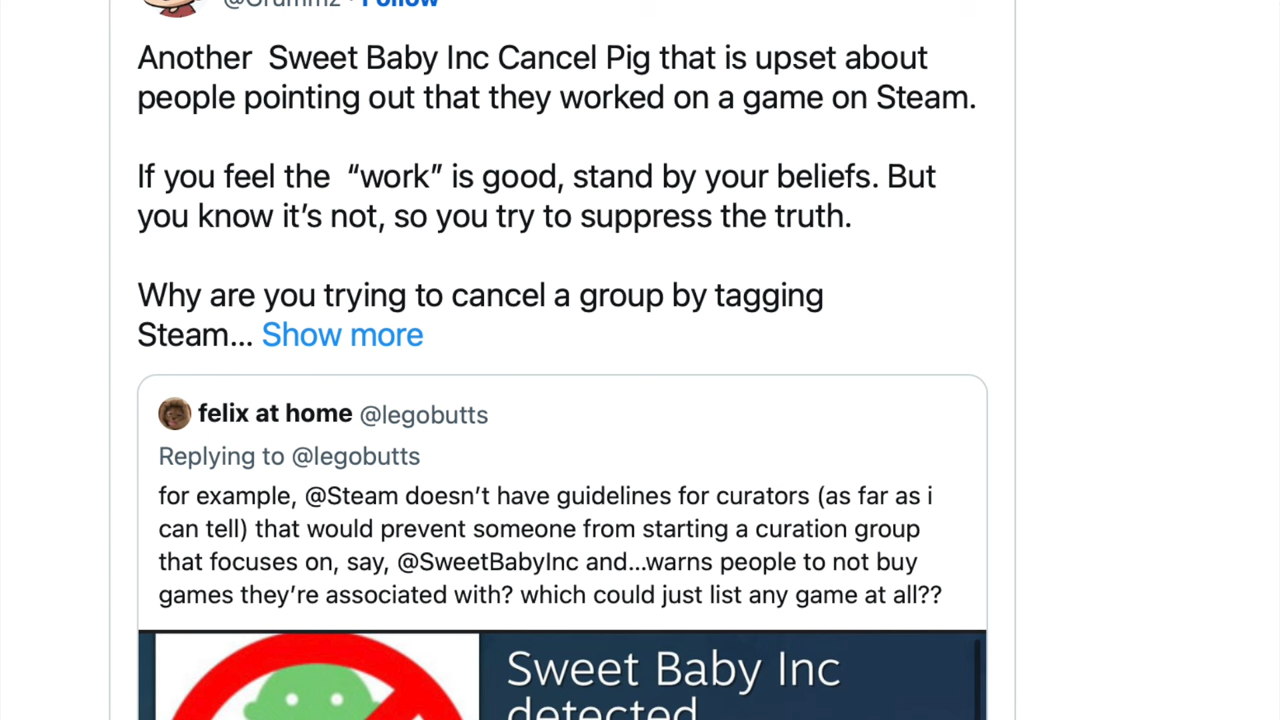 @Grummz · Follow
Another Sweet Baby Inc Cancel Pig that is upset about
people pointing out that they worked on a game on Steam.
If you feel the “work” is good, stand by your beliefs. But
you know it’s not, so you try to suppress the truth.
Why are you trying to cancel a group by tagging
Steam... Show more
felix at home @legobutts
Replying to @legobutts
for example, @Steam doesn’t have guidelines for curators (as far as i
can tell) that would prevent someone from starting a curation group
that focuses on, say, @SweetBabyInc and...warns people to not buy
games they’re associated with? which could just list any game at all??
Sweet Baby Inc
detected